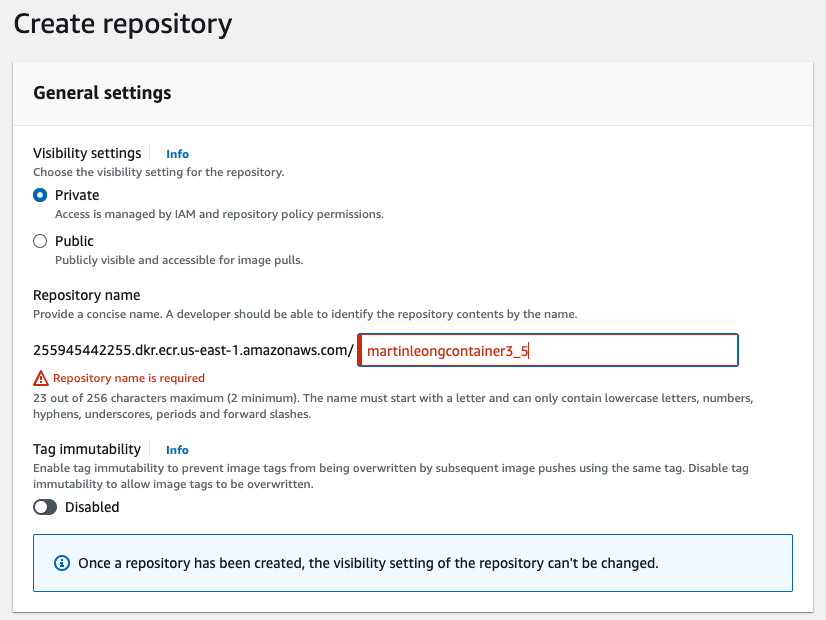 Create repository
General settings
Visibility settings Info
Choose the visibility setting for the repository.
Private
Access is managed by IAM and repository policy permissions.
Public
Publicly visible and accessible for image pulls.
Repository name
Provide a concise name. A developer should be able to identify the repository contents by the name.
255945442255.dkr.ecr.us-east-1.amazonaws.com/ martinleongcontainer3_5
Repository name is required
23 out of 256 characters maximum (2 minimum). The name must start with a letter and can only contain lowercase letters, numbers,
hyphens, underscores, periods and forward slashes.
Tag immutability Info
Enable tag immutability to prevent image tags from being overwritten by subsequent image pushes using the same tag. Disable tag
immutability to allow image tags to be overwritten.
Disabled
Once a repository has been created, the visibility setting of the repository can't be changed.